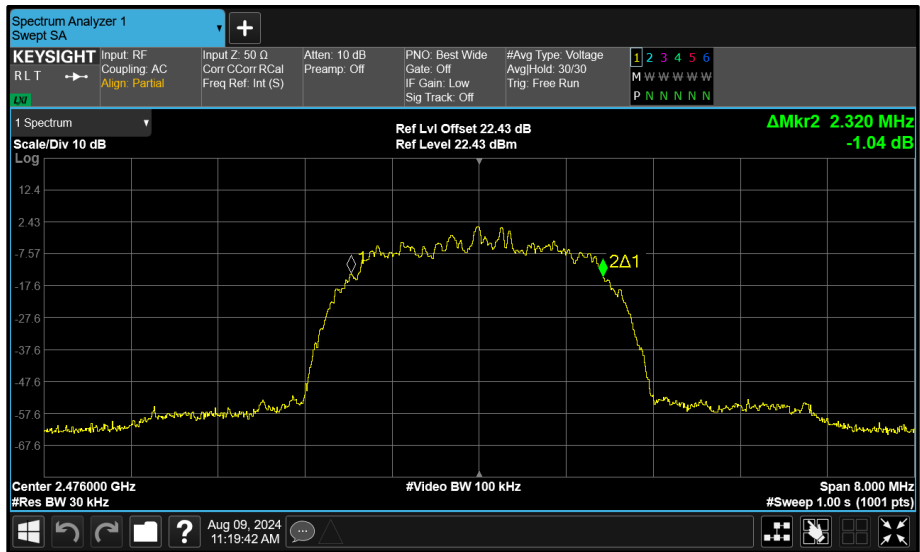 Spectrum Analyzer 1
Swept SA
+
KEYSIGHT
R L T
LXI
Input: RF
Coupling: AC
Align: Partial
Input Z: 50 Ω
Corr CCorr RCal
Freq Ref: Int (S)
Atten: 10 dB
Preamp: Off
PNO: Best Wide
Gate: Off
IF Gain: Low
Sig Track: Off
#Avg Type: Voltage
Avg|Hold: 30/30
Trig: Free Run
1 2 3 4 5 6
M W W W W W
P N N N N N
1 Spectrum
Scale/Div 10 dB
Ref Lvl Offset 22.43 dB
Ref Level 22.43 dBm
ΔMkr2 2.320 MHz
-1.04 dB
Log
12.4
2.43
-7.57
-17.6
-27.6
-37.6
-47.6
-57.6
-67.6
1
2Δ1
Center 2.476000 GHz
#Video BW 100 kHz
Span 8.000 MHz
#Res BW 30 kHz
#Sweep 1.00 s (1001 pts)
?
Aug 09, 2024
11:19:42 AM